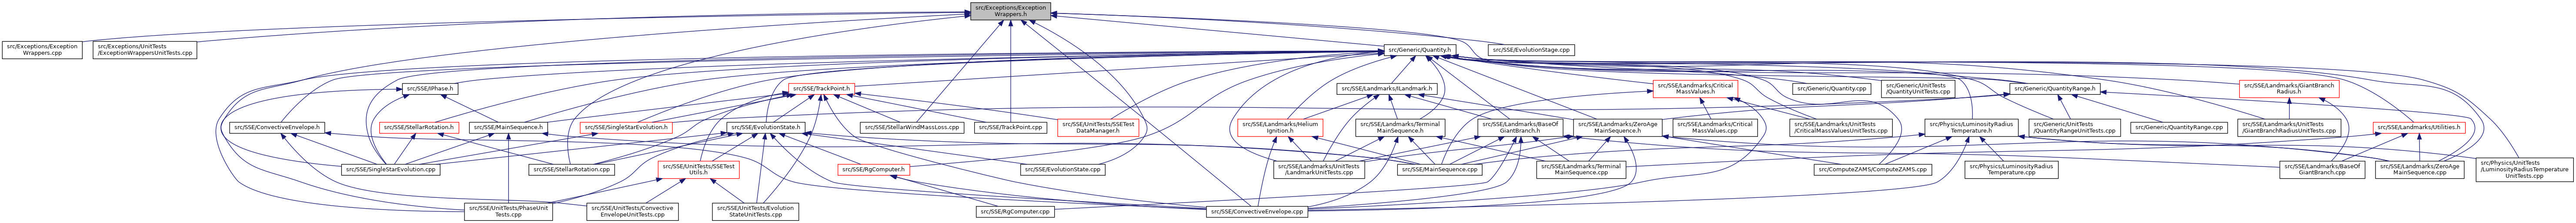 src/Exceptions/Exception
Wrappers.h
src/Exceptions/Exception
Wrappers.cpp
src/Exceptions/UnitTests
/ExceptionWrappersUnitTests.cpp
src/Generic/Quantity.h
src/SSE/EvolutionStage.cpp
src/SSE/IPhase.h
src/SSE/TrackPoint.h
src/SSE/Landmarks/ILandmark.h
src/SSE/Landmarks/Critical
MassValues.h
src/Generic/Quantity.cpp
src/Generic/UnitTests
/QuantityUnitTests.cpp
src/Generic/QuantityRange.h
src/SSE/Landmarks/GiantBranch
Radius.h
src/SSE/ConvectiveEnvelope.h
src/SSE/StellarRotation.h
src/SSE/MainSequence.h
src/SSE/SingleStarEvolution.h
src/SSE/EvolutionState.h
src/SSE/StellarWindMassLoss.cpp
src/SSE/TrackPoint.cpp
src/SSE/UnitTests/SSETest
DataManager.h
src/SSE/Landmarks/Helium
Ignition.h
src/SSE/Landmarks/Terminal
MainSequence.h
src/SSE/Landmarks/BaseOf
GiantBranch.h
src/SSE/Landmarks/ZeroAge
MainSequence.h
src/SSE/Landmarks/Critical
MassValues.cpp
src/SSE/Landmarks/UnitTests
/CriticalMassValuesUnitTests.cpp
src/Physics/LuminosityRadius
Temperature.h
src/Generic/UnitTests
/QuantityRangeUnitTests.cpp
src/Generic/QuantityRange.cpp
src/SSE/Landmarks/UnitTests
/GiantBranchRadiusUnitTests.cpp
src/SSE/Landmarks/Utilities.h
src/SSE/SingleStarEvolution.cpp
src/SSE/StellarRotation.cpp
src/SSE/UnitTests/SSETest
Utils.h
src/SSE/RgComputer.h
src/SSE/EvolutionState.cpp
src/SSE/Landmarks/UnitTests
/LandmarkUnitTests.cpp
src/SSE/MainSequence.cpp
src/SSE/Landmarks/Terminal
MainSequence.cpp
src/ComputeZAMS/ComputeZAMS.cpp
src/Physics/LuminosityRadius
Temperature.cpp
src/SSE/Landmarks/BaseOf
GiantBranch.cpp
src/SSE/Landmarks/ZeroAge
MainSequence.cpp
src/Physics/UnitTests
/LuminosityRadiusTemperature
UnitTests.cpp
src/SSE/UnitTests/PhaseUnit
Tests.cpp
src/SSE/UnitTests/Convective
EnvelopeUnitTests.cpp
src/SSE/UnitTests/Evolution
StateUnitTests.cpp
src/SSE/RgComputer.cpp
src/SSE/ConvectiveEnvelope.cpp